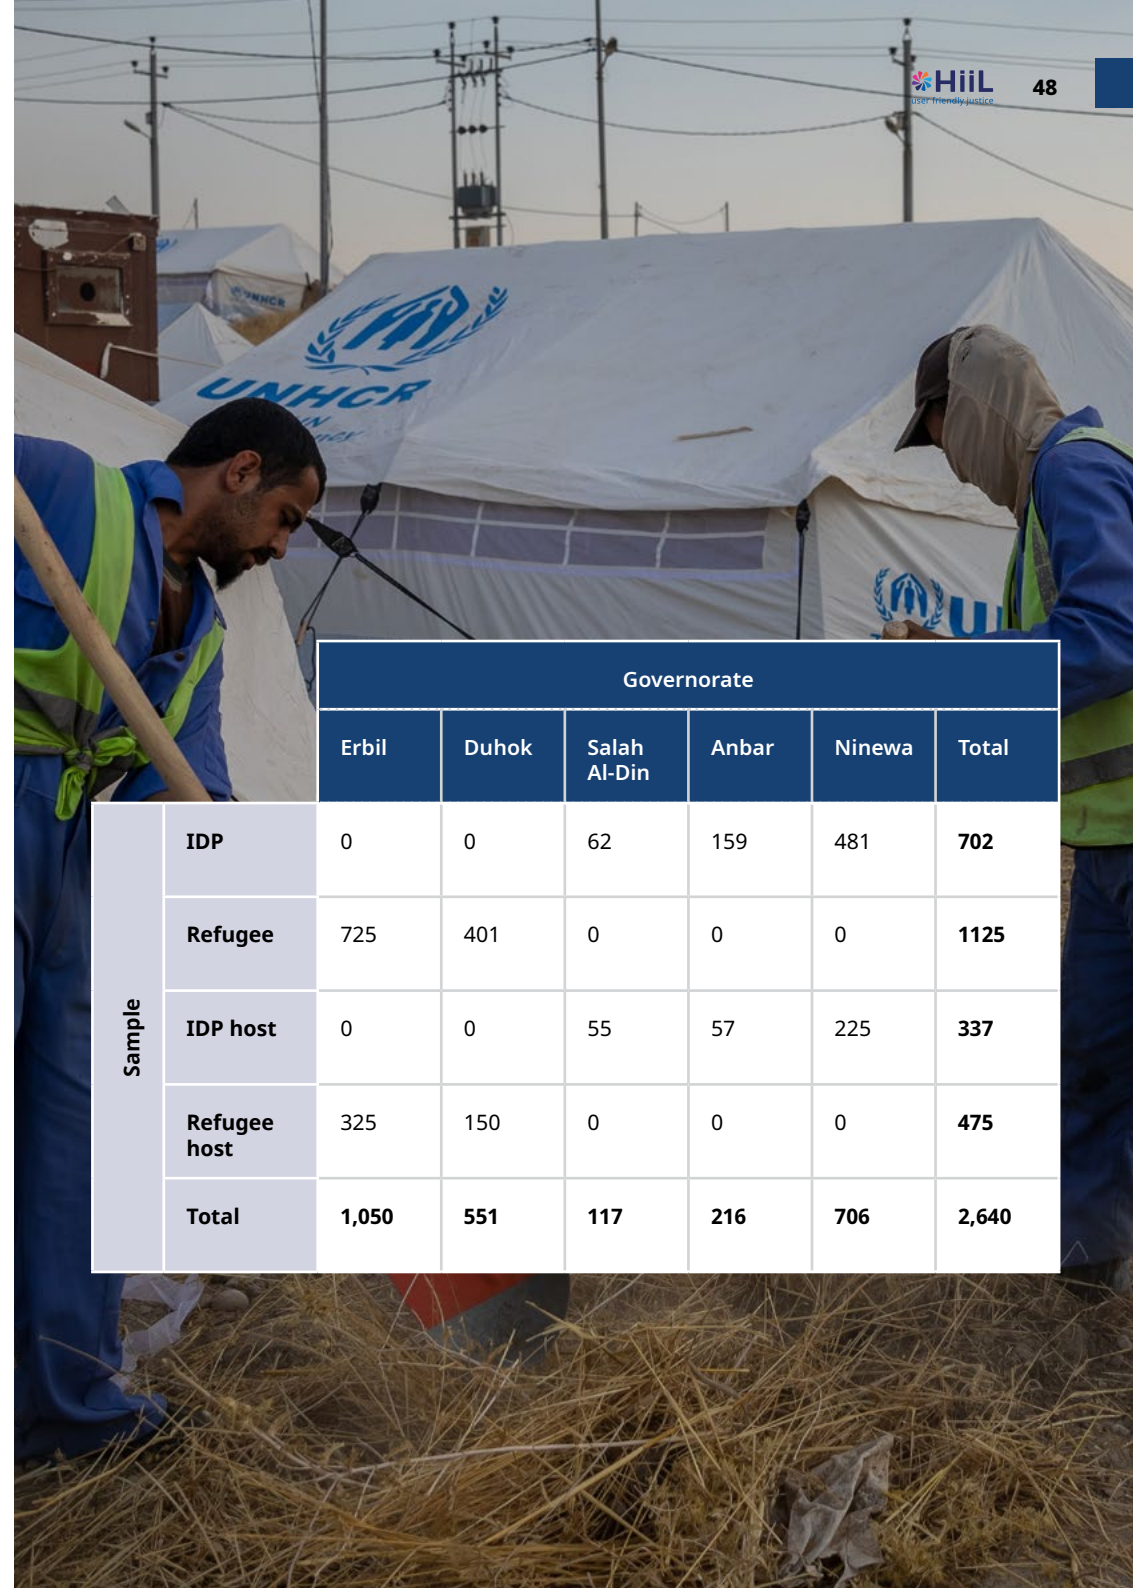 HiiL
user friendly justice
48
UNHCR
UNHCR
Governorate
Erbil Duhok Salah Al-Din Anbar Ninewa Total
Sample
IDP 0 0 62 159 481 702
Refugee 725 401 0 0 0 1125
IDP host 0 0 55 57 225 337
Refugee host 325 150 0 0 0 475
Total 1,050 551 117 216 706 2,640